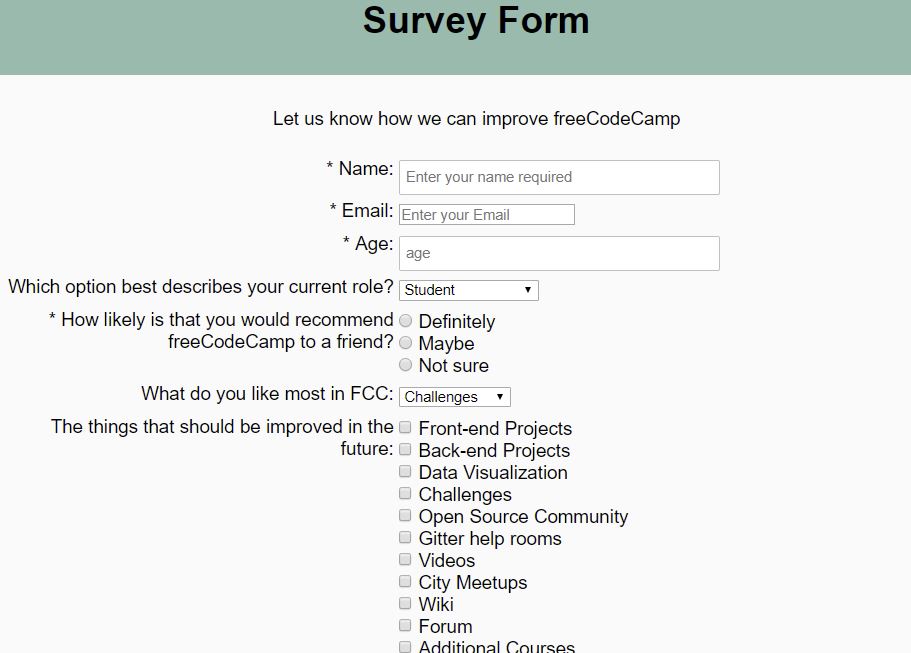 Survey Form
Let us know how we can improve freeCodeCamp
* Name: Enter your name required
* Email: Enter your Email
* Age: age
Which option best describes your current role? Student
* How likely is that you would recommend
freeCodeCamp to a friend?
Definitely
Maybe
Not sure
What do you like most in FCC: Challenges
The things that should be improved in the
future:
Front-end Projects
Back-end Projects
Data Visualization
Challenges
Open Source Community
Gitter help rooms
Videos
City Meetups
Wiki
Forum
Additional Courses